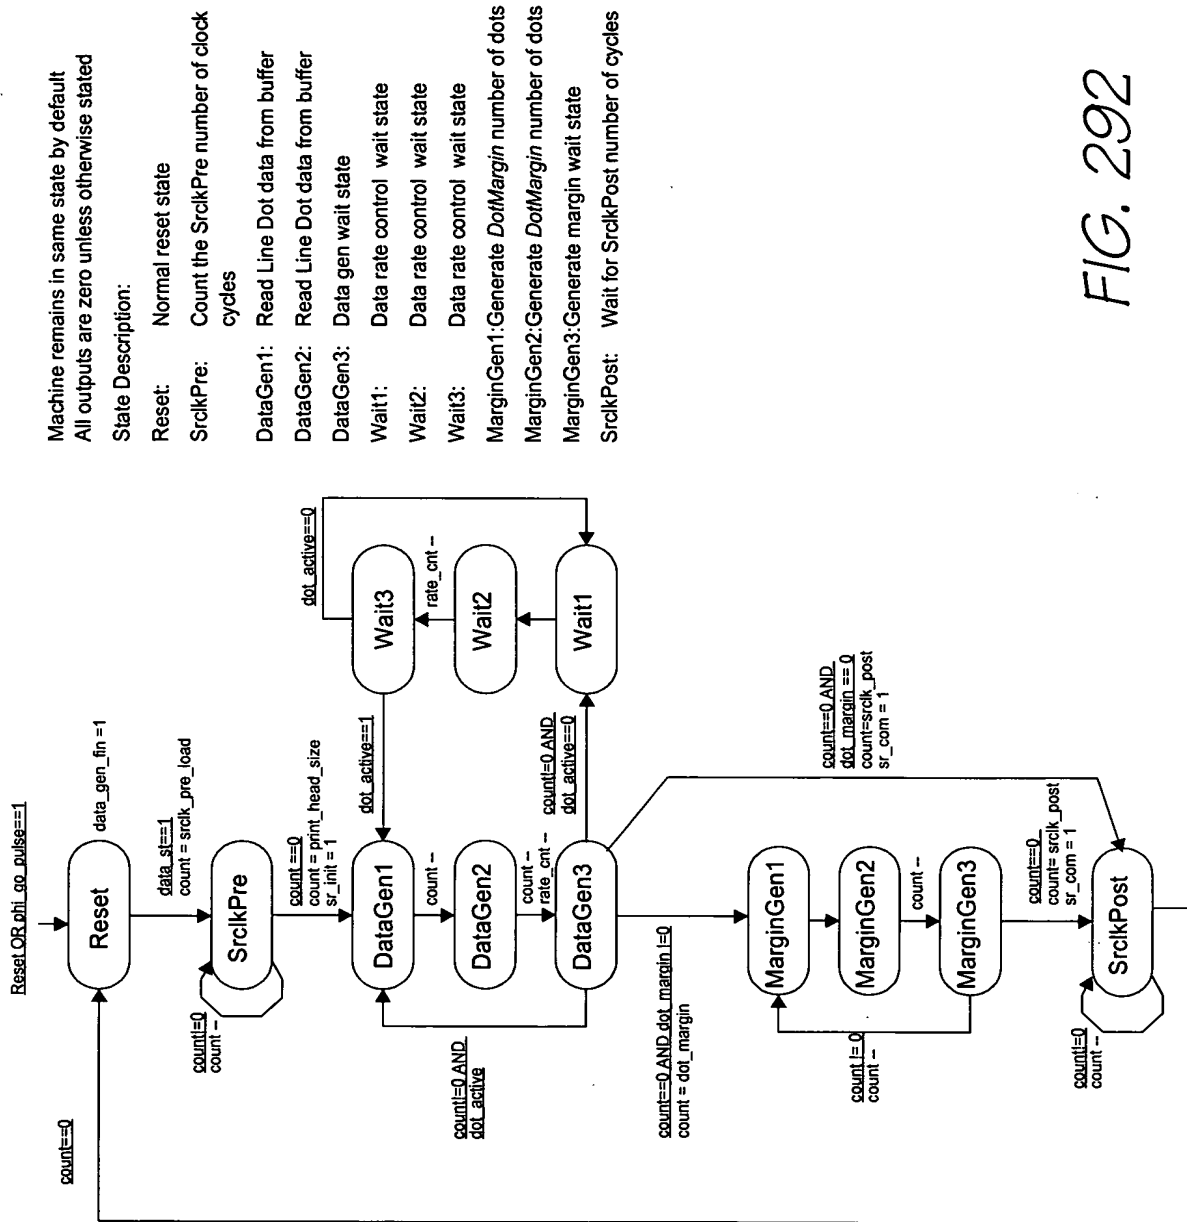 Reset OR phi_go_pulse==1
Reset
data_gen_fin =1
count==0
data_st==1
count = srclk_pre_load
SrclkPre
count!=0
count --
count ==0
count = print_head_size
sr_init = 1
DataGen1
count --
DataGen2
count --
rate_cnt --
DataGen3
count!=0 AND
dot_active
dot_active==1
Wait3
dot_active==0
rate_cnt --
Wait2
Wait1
count!=0 AND
dot_active==0
count==0 AND dot_margin !=0
count = dot_margin
count==0 AND
dot_margin == 0
count=srclk_post
sr_com = 1
MarginGen1
MarginGen2
count --
MarginGen3
count != 0
count --
count==0
count= srclk_post
sr_com = 1
SrclkPost
count!=0
count --
Machine remains in same state by default
All outputs are zero unless otherwise stated
State Description:
Reset: Normal reset state
SrclkPre: Count the SrclkPre number of clock
cycles
DataGen1: Read Line Dot data from buffer
DataGen2: Read Line Dot data from buffer
DataGen3: Data gen wait state
Wait1: Data rate control wait state
Wait2: Data rate control wait state
Wait3: Data rate control wait state
MarginGen1:Generate DotMargin number of dots
MarginGen2:Generate DotMargin number of dots
MarginGen3:Generate margin wait state
SrclkPost: Wait for SrclkPost number of cycles
FIG. 292